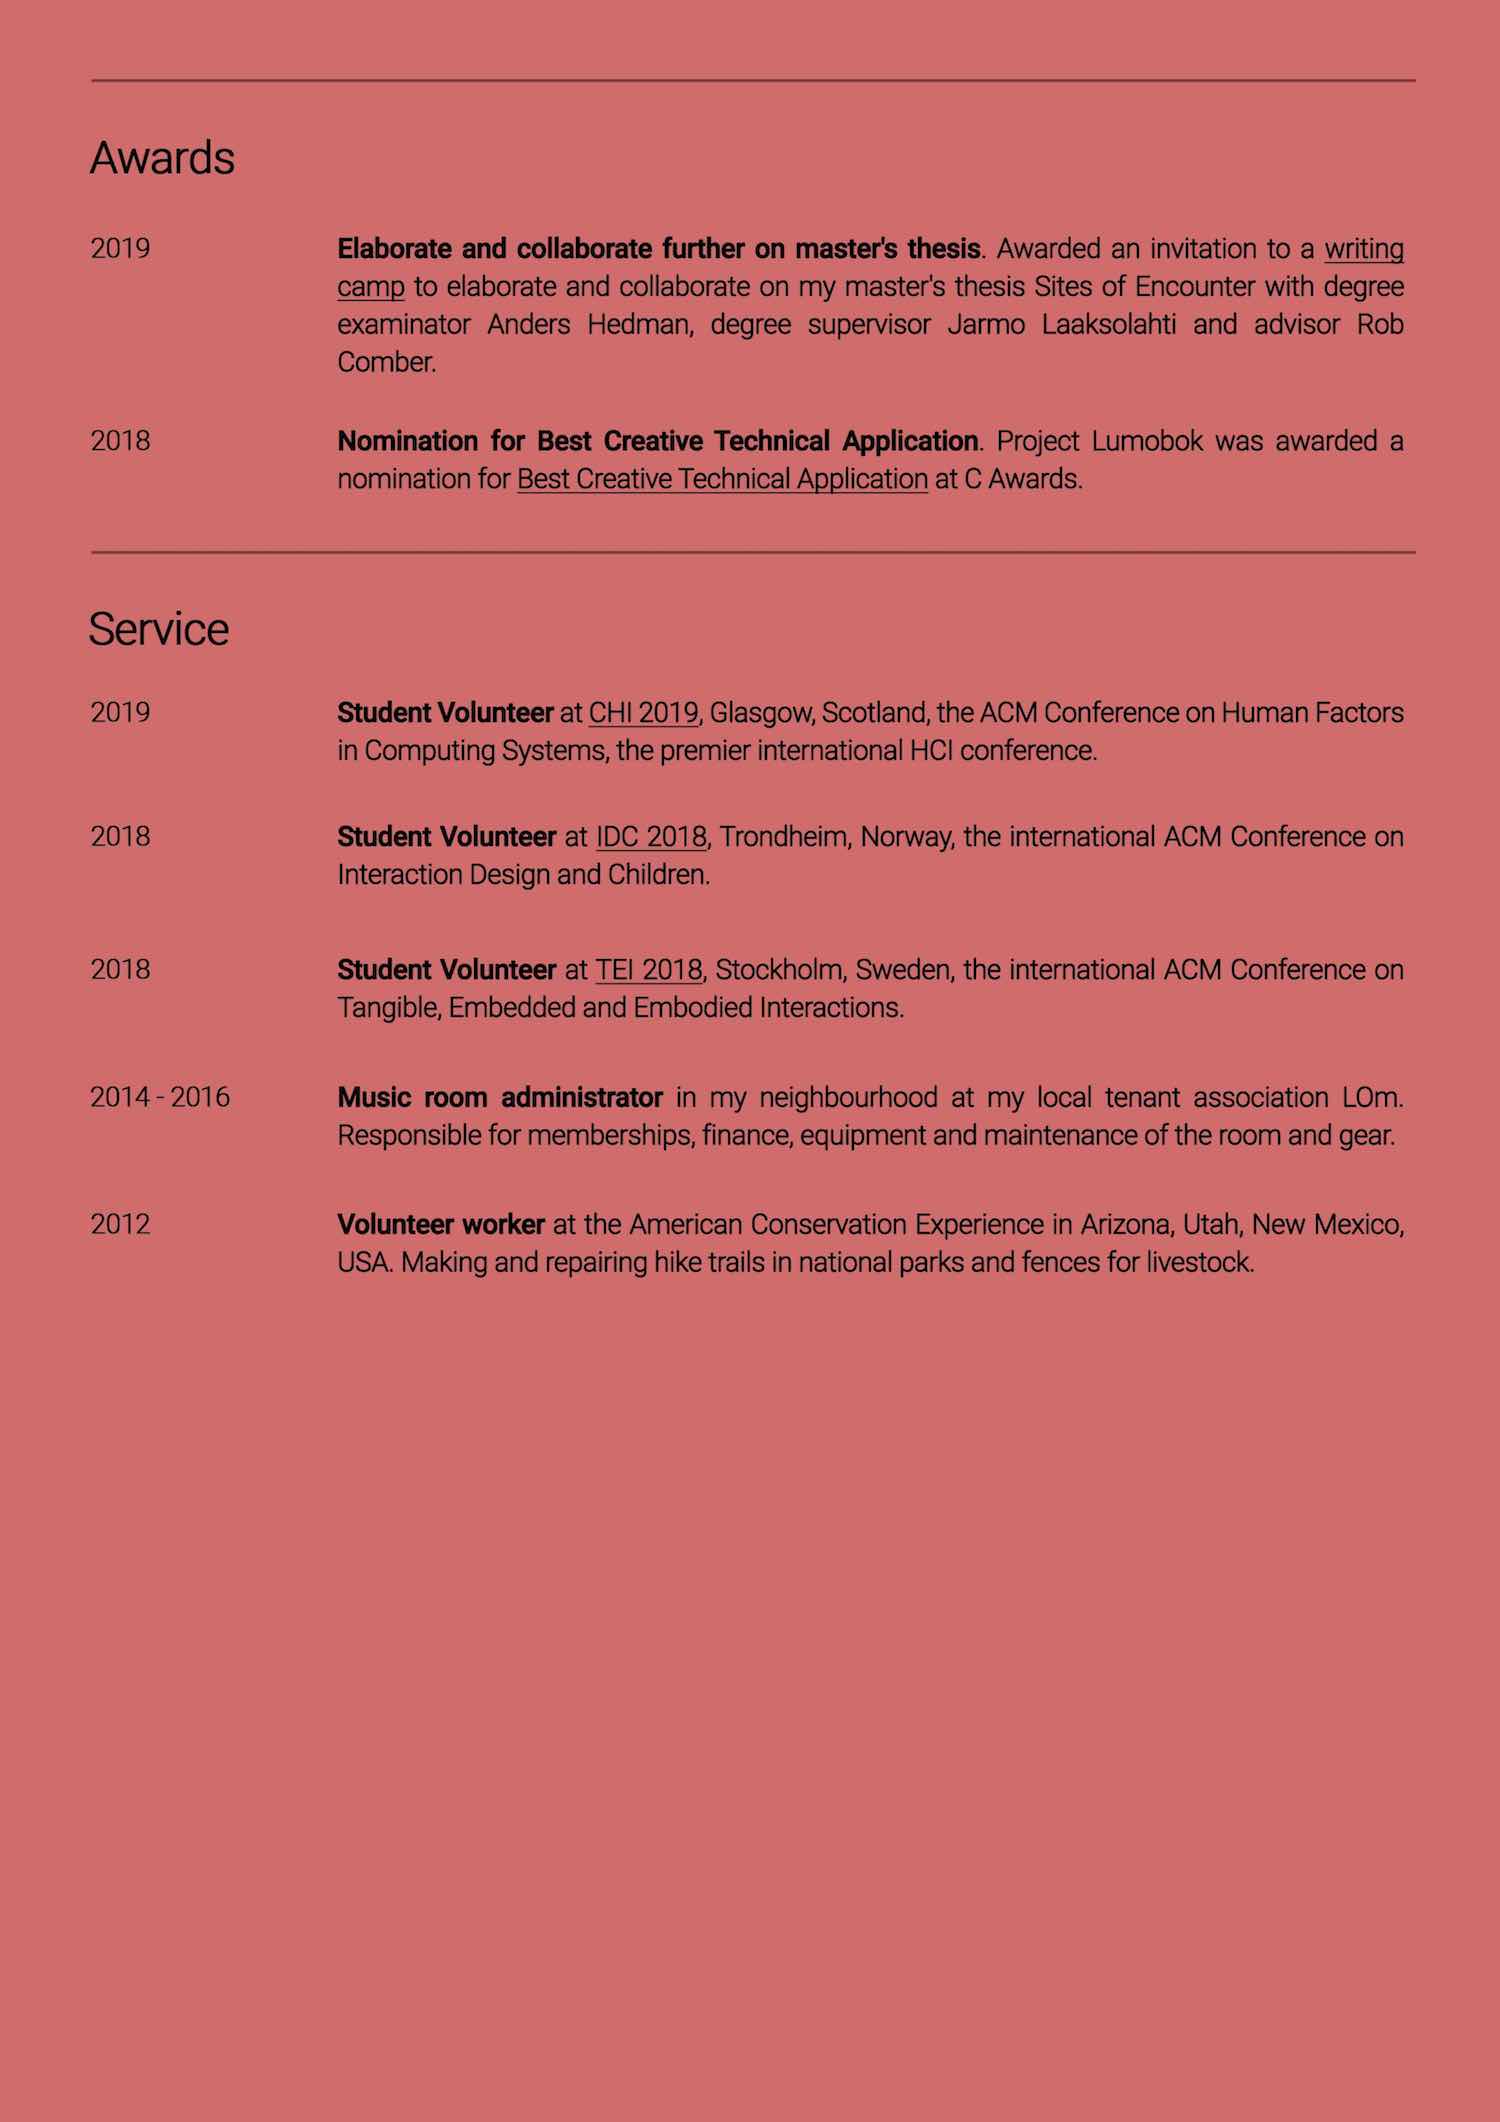 Awards
2019 Elaborate and collaborate further on master's thesis. Awarded an invitation to a writing
camp to elaborate and collaborate on my master's thesis Sites of Encounter with degree
examinator Anders Hedman, degree supervisor Jarmo Laaksolahti and advisor Rob
Comber.
2018 Nomination for Best Creative Technical Application. Project Lumobok was awarded a
nomination for Best Creative Technical Application at C Awards.
Service
2019 Student Volunteer at CHI 2019, Glasgow, Scotland, the ACM Conference on Human Factors
in Computing Systems, the premier international HCI conference.
2018 Student Volunteer at IDC 2018, Trondheim, Norway, the international ACM Conference on
Interaction Design and Children.
2018 Student Volunteer at TEI 2018, Stockholm, Sweden, the international ACM Conference on
Tangible, Embedded and Embodied Interactions.
2014 - 2016 Music room administrator in my neighbourhood at my local tenant association LOm.
Responsible for memberships, finance, equipment and maintenance of the room and gear.
2012 Volunteer worker at the American Conservation Experience in Arizona, Utah, New Mexico,
USA. Making and repairing hike trails in national parks and fences for livestock.